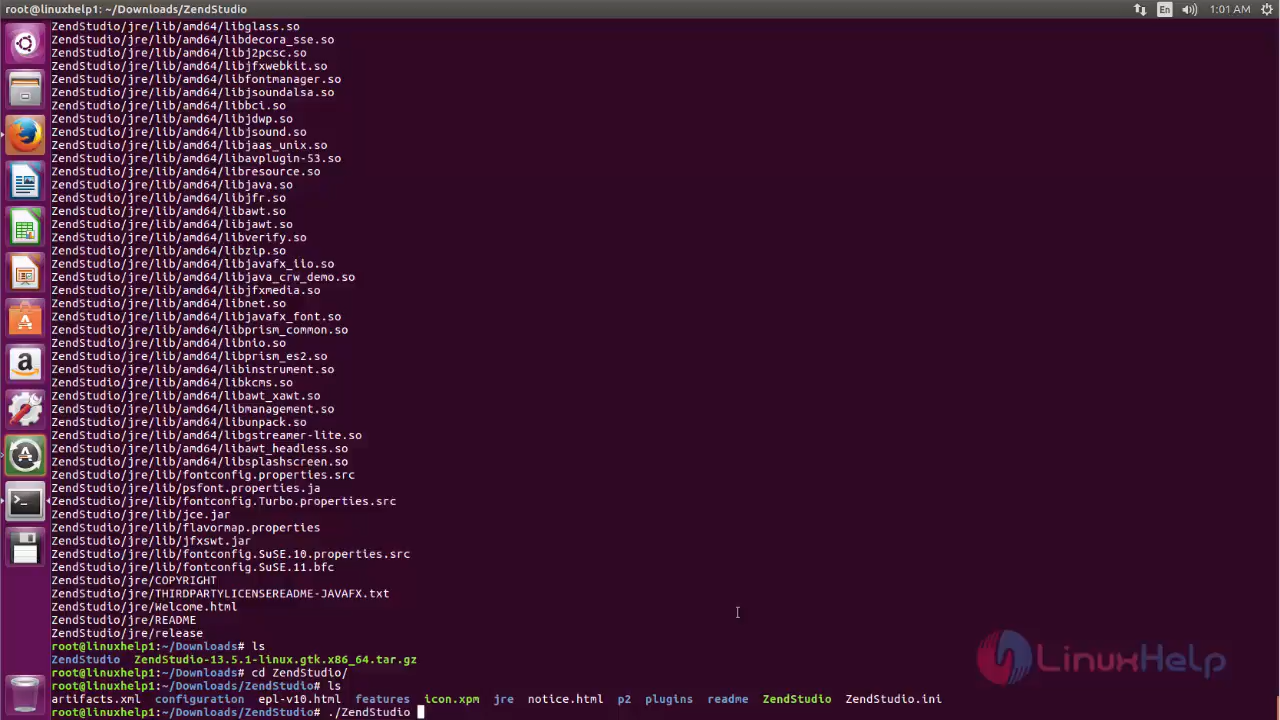 root@linuxhelp1: ~/Downloads/ZendStudio
En
1:01 AM
ZendStudio/jre/lib/amd64/libglass.so
ZendStudio/jre/lib/amd64/libdecora_sse.so
ZendStudio/jre/lib/amd64/libj2pcsc.so
ZendStudio/jre/lib/amd64/libjfxwebkit.so
ZendStudio/jre/lib/amd64/libfontmanager.so
ZendStudio/jre/lib/amd64/libjsoundalsa.so
ZendStudio/jre/lib/amd64/libbci.so
ZendStudio/jre/lib/amd64/libjdwp.so
ZendStudio/jre/lib/amd64/libjsound.so
ZendStudio/jre/lib/amd64/libjaas_unix.so
ZendStudio/jre/lib/amd64/libavplugin-53.so
ZendStudio/jre/lib/amd64/libresource.so
ZendStudio/jre/lib/amd64/libjava.so
ZendStudio/jre/lib/amd64/libjfr.so
ZendStudio/jre/lib/amd64/libawt.so
ZendStudio/jre/lib/amd64/libjawt.so
ZendStudio/jre/lib/amd64/libverify.so
ZendStudio/jre/lib/amd64/libzip.so
ZendStudio/jre/lib/amd64/libjavafx_iio.so
ZendStudio/jre/lib/amd64/libjava_crw_demo.so
ZendStudio/jre/lib/amd64/libjfxmedia.so
ZendStudio/jre/lib/amd64/libnet.so
ZendStudio/jre/lib/amd64/libjavafx_font.so
ZendStudio/jre/lib/amd64/libprism_common.so
ZendStudio/jre/lib/amd64/libnio.so
ZendStudio/jre/lib/amd64/libprism_es2.so
ZendStudio/jre/lib/amd64/libinstrument.so
ZendStudio/jre/lib/amd64/libkcms.so
ZendStudio/jre/lib/amd64/libawt_xawt.so
ZendStudio/jre/lib/amd64/libmanagement.so
ZendStudio/jre/lib/amd64/libunpack.so
ZendStudio/jre/lib/amd64/libgstreamer-lite.so
ZendStudio/jre/lib/amd64/libawt_headless.so
ZendStudio/jre/lib/amd64/libsplashscreen.so
ZendStudio/jre/lib/fontconfig.properties.src
ZendStudio/jre/lib/psfont.properties.ja
ZendStudio/jre/lib/fontconfig.Turbo.properties.src
ZendStudio/jre/lib/jce.jar
ZendStudio/jre/lib/flavormap.properties
ZendStudio/jre/lib/jfxswt.jar
ZendStudio/jre/lib/fontconfig.SuSE.10.properties.src
ZendStudio/jre/lib/fontconfig.SuSE.11.bfc
ZendStudio/jre/COPYRIGHT
ZendStudio/jre/THIRDPARTYLICENSEREADME-JAVAFX.txt
ZendStudio/jre/Welcome.html
ZendStudio/jre/README
ZendStudio/jre/release
root@linuxhelp1:~/Downloads# ls
ZendStudio  ZendStudio-13.5.1-linux.gtk.x86_64.tar.gz
root@linuxhelp1:~/Downloads# cd ZendStudio/
root@linuxhelp1:~/Downloads/ZendStudio# ls
artifacts.xml  configuration  epl-v10.html  features  icon.xpm  jre  notice.html  p2  plugins  readme  ZendStudio  ZendStudio.ini
root@linuxhelp1:~/Downloads/ZendStudio# ./ZendStudio
LinuxHelp